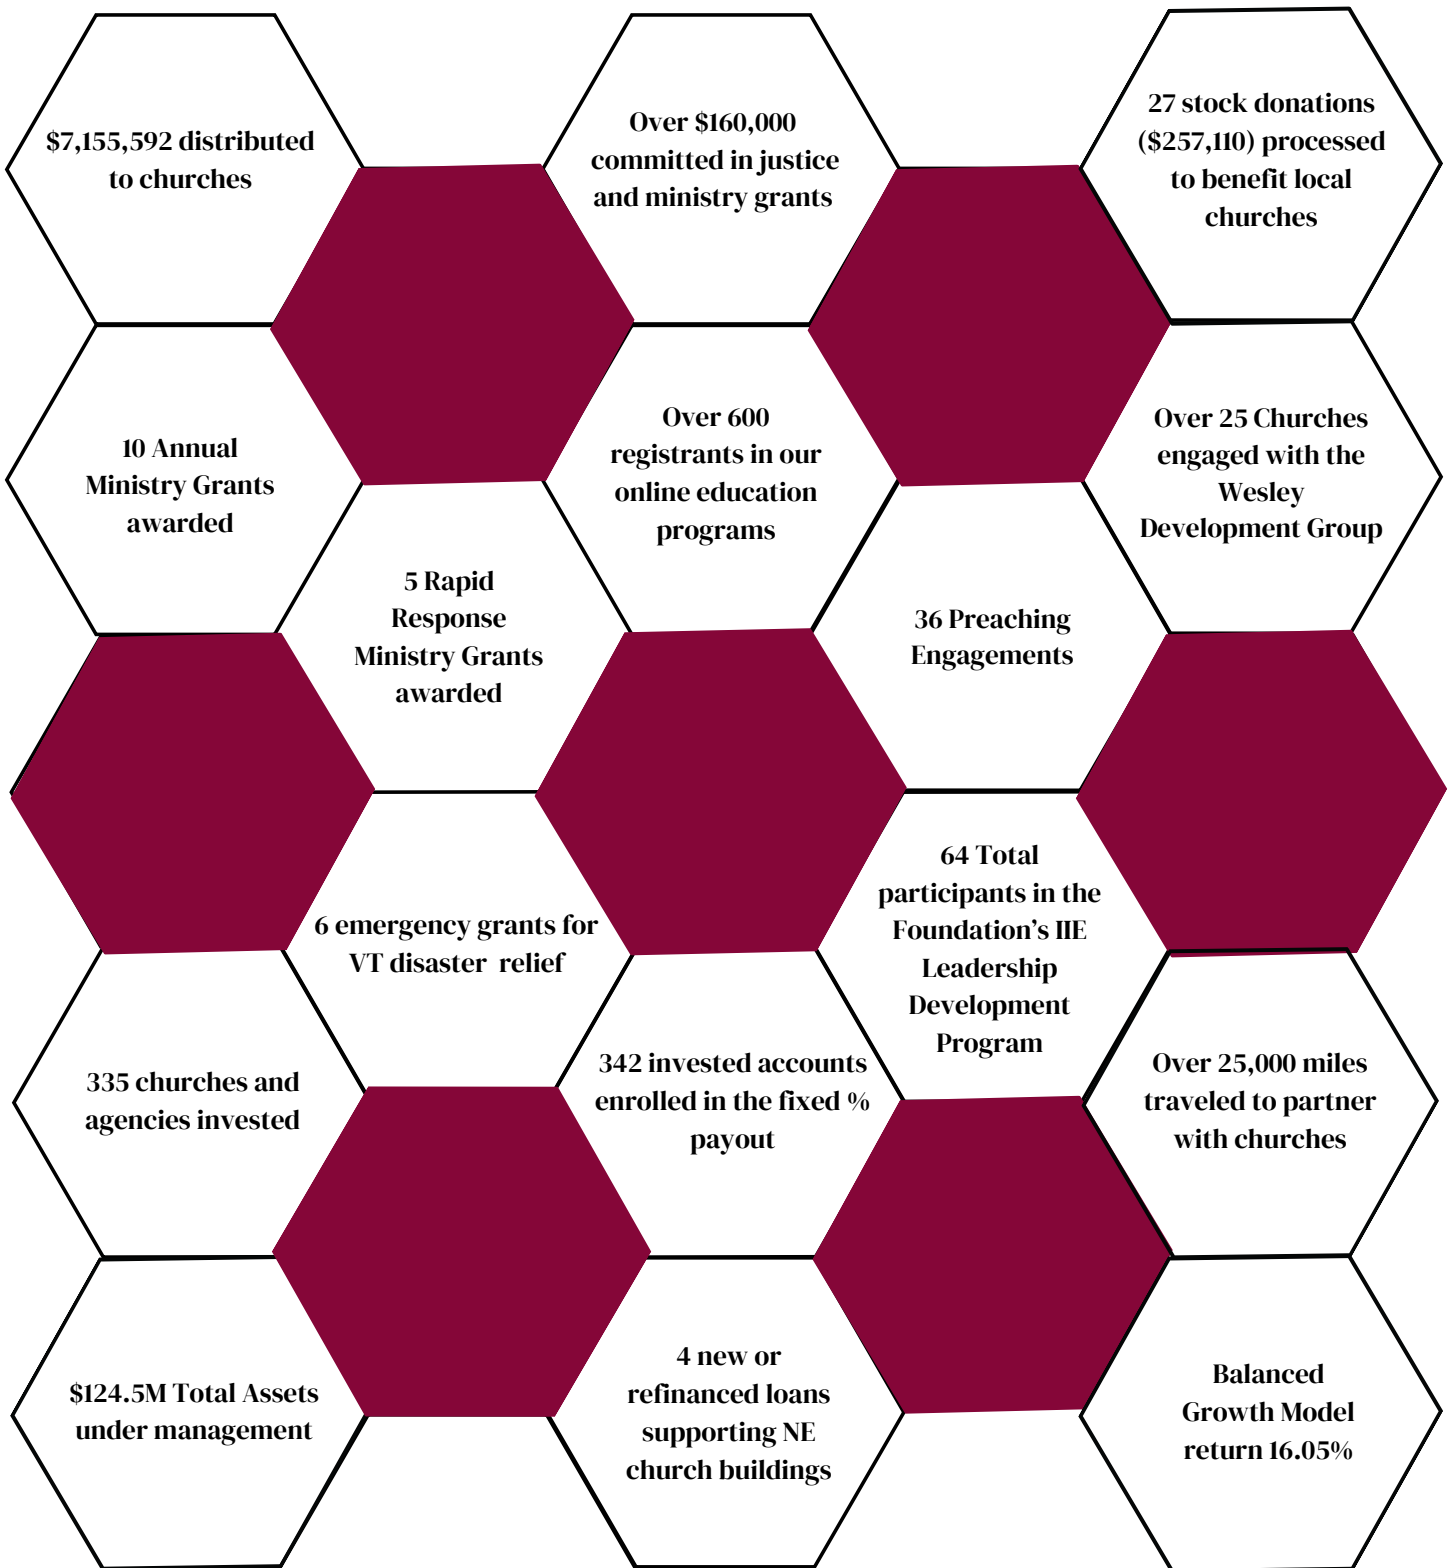 $7,155,592 distributed
to churches
Over $160,000
committed in justice
and ministry grants
27 stock donations
($257,110) processed
to benefit local
churches
10 Annual
Ministry Grants
awarded
Over 600
registrants in our
online education
programs
Over 25 Churches
engaged with the
Wesley
Development Group
5 Rapid
Response
Ministry Grants
awarded
36 Preaching
Engagements
6 emergency grants for
VT disaster relief
64 Total
participants in the
Foundation’s IIE
Leadership
Development
Program
335 churches and
agencies invested
342 invested accounts
enrolled in the fixed %
payout
Over 25,000 miles
traveled to partner
with churches
$124.5M Total Assets
under management
4 new or
refinanced loans
supporting NE
church buildings
Balanced
Growth Model
return 16.05%